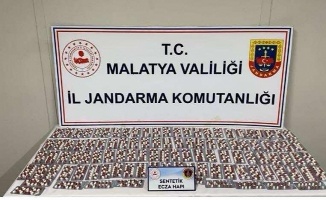 T.C.
MALATYA VALİLİĞİ
İL JANDARMA KOMUTANLIĞI
SENTETİK
ECZA HAPI